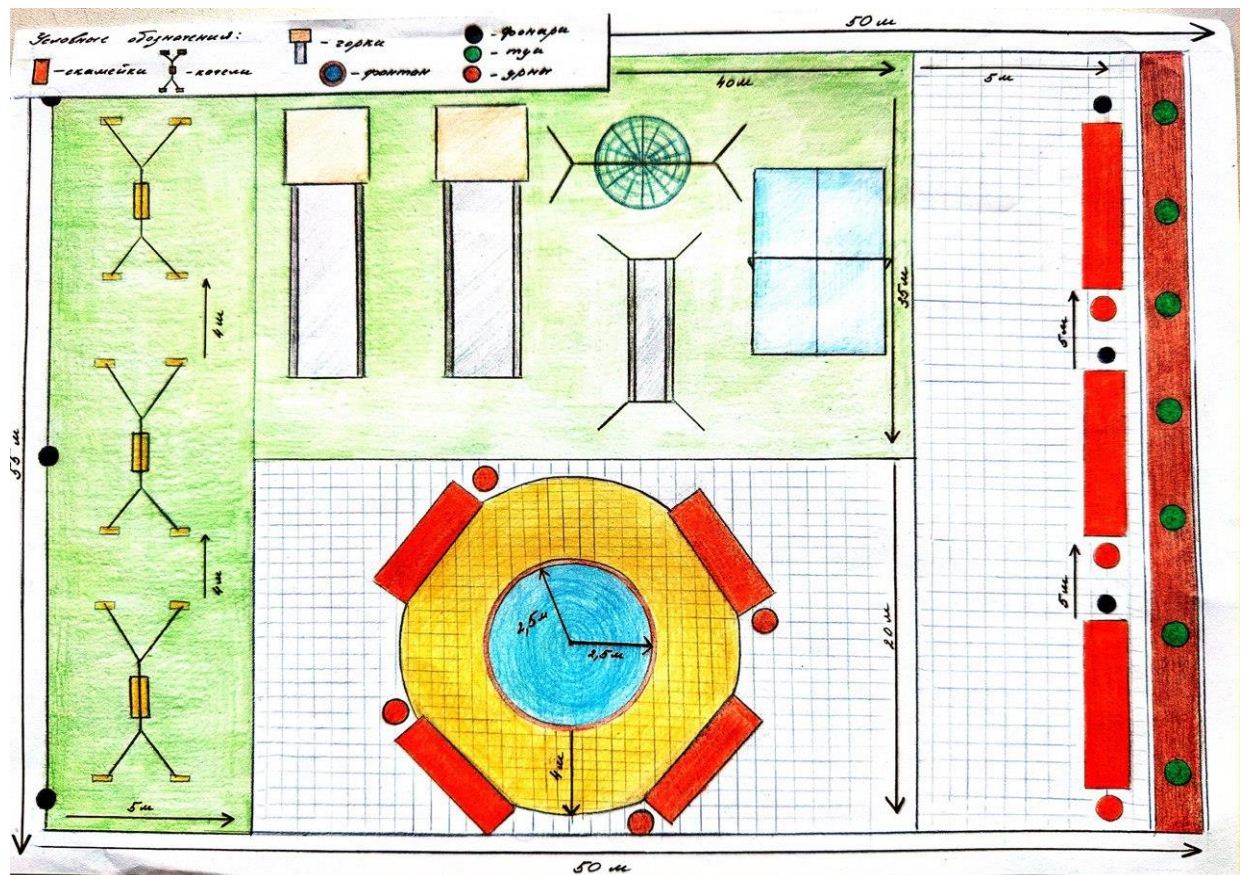 Условные обозначения:
- скамейки
- качели
- горки
- фонтан
- фонари
- туи
- урны
50 м
40 м
5 м
35 м
55 м
4 м
4 м
5 м
5 м
5 м
2,5 м
2,5 м
4 м
20 м
50 м